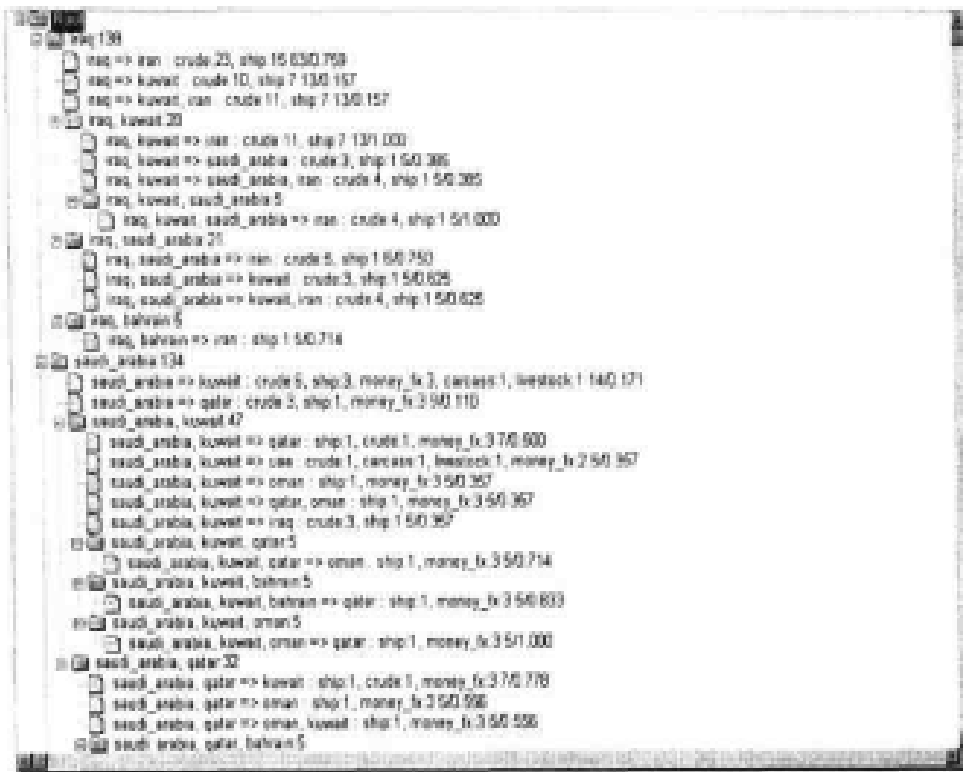 iraq 138
iraq => iran : crude:23, ship:15 63/0.759
iraq => kuwait : crude:10, ship:7 13/0.157
iraq => kuwait, iran : crude:11, ship:7 13/0.157
iraq, kuwait 20
iraq, kuwait => iran : crude:11, ship:7 13/1.000
iraq, kuwait => saudi_arabia : crude:3, ship:1 5/0.385
iraq, kuwait => saudi_arabia, iran : crude:4, ship:1 5/0.385
iraq, kuwait, saudi_arabia 5
iraq, kuwait, saudi_arabia => iran : crude:4, ship:1 5/1.000
iraq, saudi_arabia 21
iraq, saudi_arabia => iran : crude:5, ship:1 6/0.750
iraq, saudi_arabia => kuwait : crude:3, ship:1 5/0.625
iraq, saudi_arabia => kuwait, iran : crude:4, ship:1 5/0.625
iraq, bahrain
iraq, bahrain => iran : ship:1 5/0.714
saudi_arabia 134
saudi_arabia => kuwait : crude:5, ship:3, money_fx:3, carcass:1, livestock:1 14/0.171
saudi_arabia => qatar : crude:3, ship:1, money_fx:3 9/0.110
saudi_arabia, kuwait 47
saudi_arabia, kuwait => qatar : ship:1, crude:1, money_fx:3 7/0.500
saudi_arabia, kuwait => uae : crude:1, carcass:1, livestock:1, money_fx:2 5/0.357
saudi_arabia, kuwait => oman : ship:1, money_fx:3 5/0.357
saudi_arabia, kuwait => qatar, oman : ship:1, money_fx:3 5/0.357
saudi_arabia, kuwait => iraq : crude:3, ship:1 5/0.357
saudi_arabia, kuwait, qatar 5
saudi_arabia, kuwait, qatar => oman : ship:1, money_fx:3 5/0.714
saudi_arabia, kuwait, bahrain 5
saudi_arabia, kuwait, bahrain => qatar : ship:1, money_fx:3 5/0.833
saudi_arabia, kuwait, oman 5
saudi_arabia, kuwait, oman => qatar : ship:1, money_fx:3 5/1.000
saudi_arabia, qatar 32
saudi_arabia, qatar => kuwait : ship:1, crude:1, money_fx:3 7/0.778
saudi_arabia, qatar => oman : ship:1, money_fx:3 5/0.556
saudi_arabia, qatar => oman, kuwait : ship:1, money_fx:3 5/0.556
saudi_arabia, qatar, bahrain 5